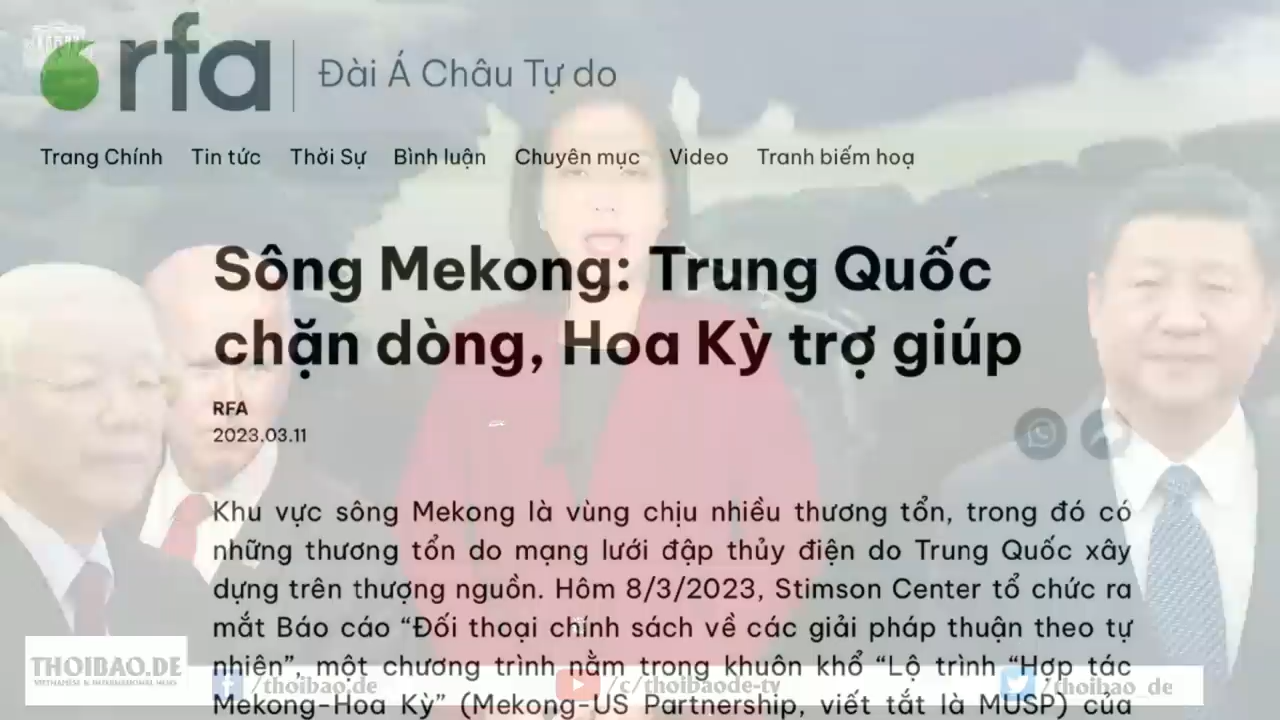 rfa
Đài Á Châu Tự do
Trang Chính Tin tức Thời Sự Bình luận Chuyên mục Video Tranh biếm hoạ
Sông Mekong: Trung Quốc
chặn dòng, Hoa Kỳ trợ giúp
RFA
2023.03.11
Khu vực sông Mekong là vùng chịu nhiều thương tổn, trong đó có
những thương tổn do mạng lưới đập thủy điện do Trung Quốc xây
dựng trên thượng nguồn. Hôm 8/3/2023, Stimson Center tổ chức ra
mắt Báo cáo “Đối thoại chính sách về các giải pháp thuận theo tự
nhiên”, một chương trình nằm trong khuôn khổ “Lộ trình “Hợp tác
Mekong-Hoa Kỳ” (Mekong-US Partnership, viết tắt là MUSP) của
THOIBAO.DE
VIETNAMESE & INTERNATIONAL NEWS
/thoibao.de
/c/thoibaode-tv
/thoibao_de